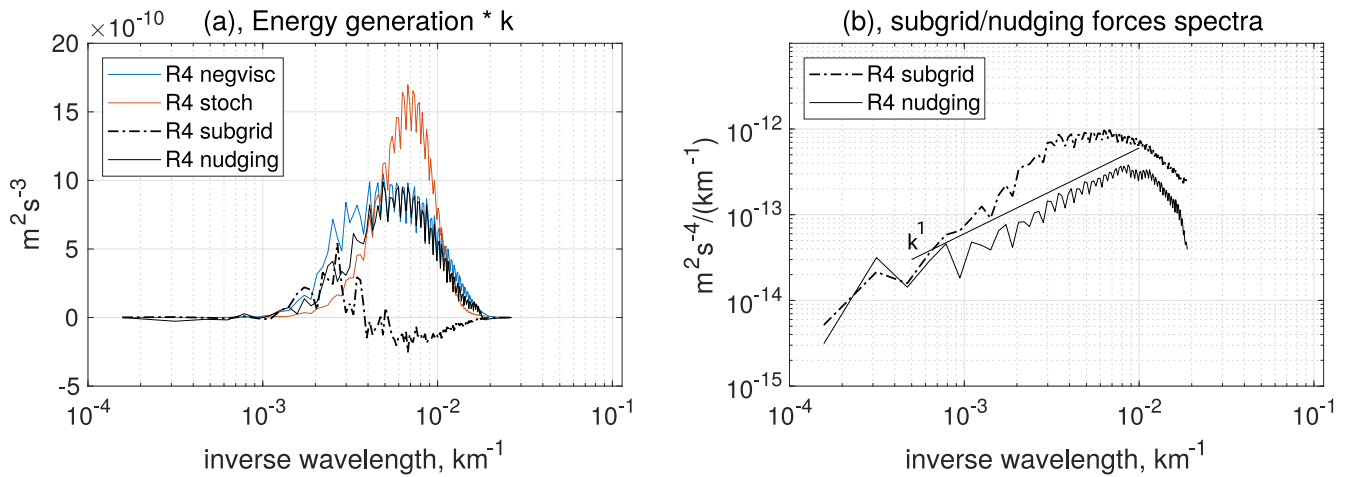 (a), Energy generation * k
×10^-10
20
15
10
5
0
-5
m^2 s^-3
R4 negvisc
R4 stoch
R4 subgrid
R4 nudging
10^-4
10^-3
10^-2
10^-1
inverse wavelength, km^-1
(b), subgrid/nudging forces spectra
10^-12
10^-13
10^-14
10^-15
m^2 s^-4/(km^-1)
R4 subgrid
R4 nudging
k^1
10^-4
10^-3
10^-2
10^-1
inverse wavelength, km^-1